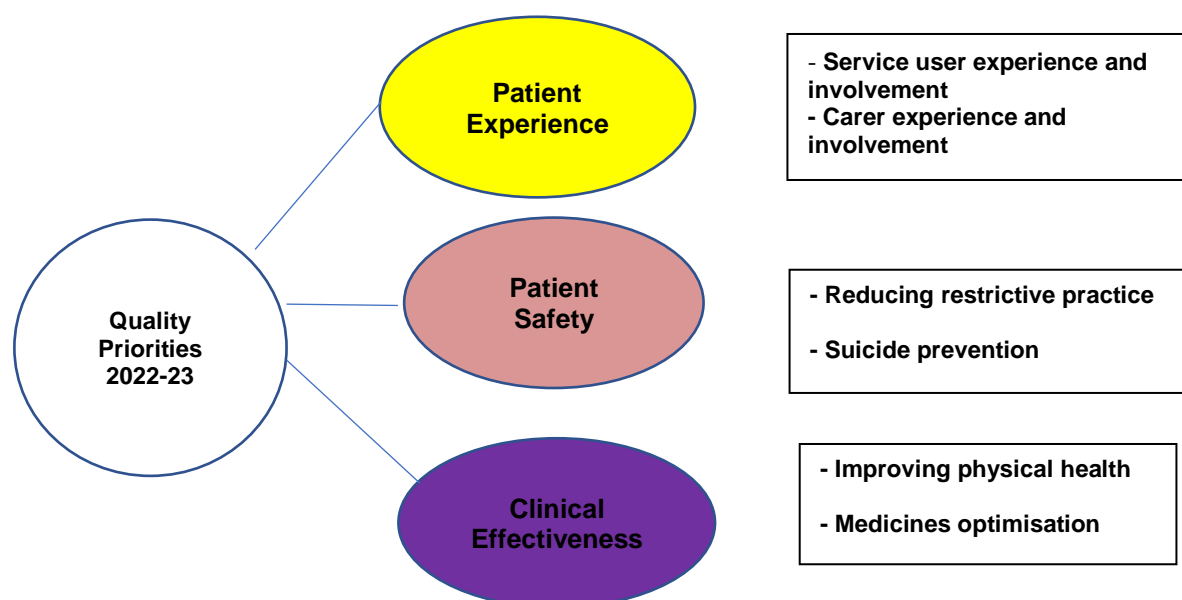 Patient
Experience
- Service user experience and
involvement
- Carer experience and
involvement
Quality
Priorities
2022-23
Patient
Safety
- Reducing restrictive practice
- Suicide prevention
Clinical
Effectiveness
- Improving physical health
- Medicines optimisation